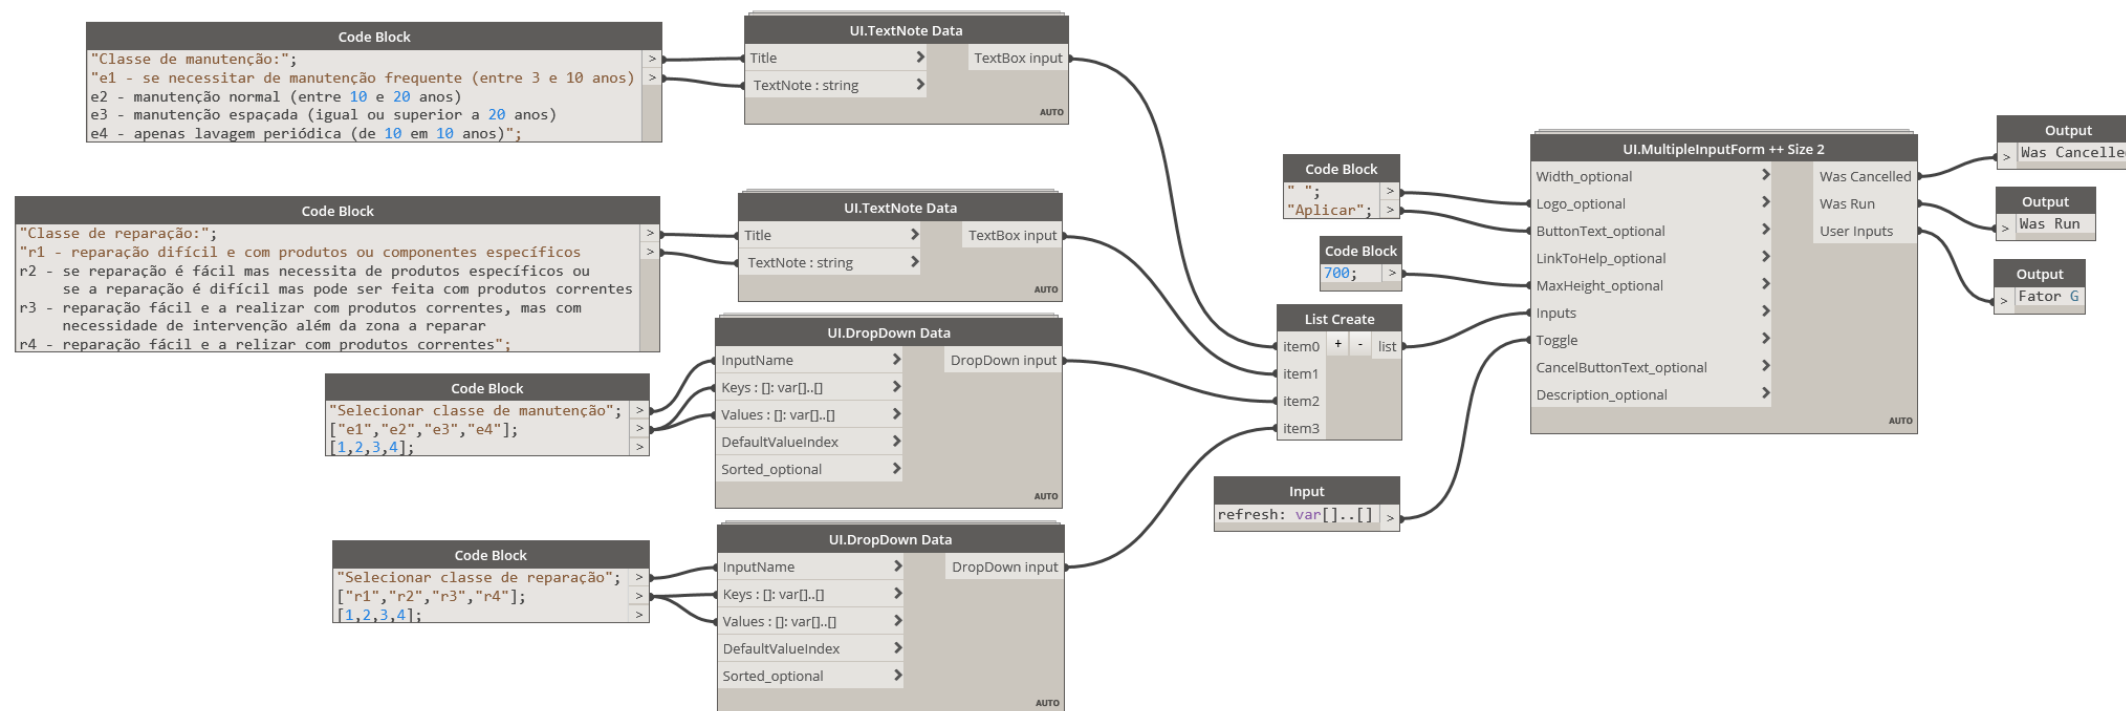 Code Block
"Classe de manutenção:";
"e1 - se necessitar de manutenção frequente (entre 3 e 10 anos)
e2 - manutenção normal (entre 10 e 20 anos)
e3 - manutenção espaçada (igual ou superior a 20 anos)
e4 - apenas lavagem periódica (de 10 em 10 anos)";
>
>
UI.TextNote Data
Title >
TextNote : string >
TextBox input
AUTO
Code Block
"Classe de reparação:";
"r1 - reparação difícil e com produtos ou componentes específicos
r2 - se reparação é fácil mas necessita de produtos específicos ou
se a reparação é difícil mas pode ser feita com produtos correntes
r3 - reparação fácil e a realizar com produtos correntes, mas com
necessidade de intervenção além da zona a reparar
r4 - reparação fácil e a relizar com produtos correntes";
>
>
UI.TextNote Data
Title >
TextNote : string >
TextBox input
AUTO
Code Block
"Selecionar classe de manutenção"; >
["e1","e2","e3","e4"]; >
[1,2,3,4]; >
UI.DropDown Data
InputName >
Keys : []: var[]..[] >
Values : []: var[]..[] >
DefaultValueIndex >
Sorted_optional >
DropDown input
AUTO
Code Block
"Selecionar classe de reparação"; >
["r1","r2","r3","r4"]; >
[1,2,3,4]; >
UI.DropDown Data
InputName >
Keys : []: var[]..[] >
Values : []: var[]..[] >
DefaultValueIndex >
Sorted_optional >
DropDown input
AUTO
Code Block
" "; >
"Aplicar"; >
Code Block
700; >
List Create
item0 + - list
item1
item2
item3
Input
refresh: var[]..[] >
UI.MultipleInputForm ++ Size 2
Width_optional >
Logo_optional >
ButtonText_optional >
LinkToHelp_optional >
MaxHeight_optional >
Inputs >
Toggle >
CancelButtonText_optional >
Description_optional >
Was Cancelled
Was Run
User Inputs
AUTO
Output
> Was Cancelle
Output
> Was Run
Output
> Fator G